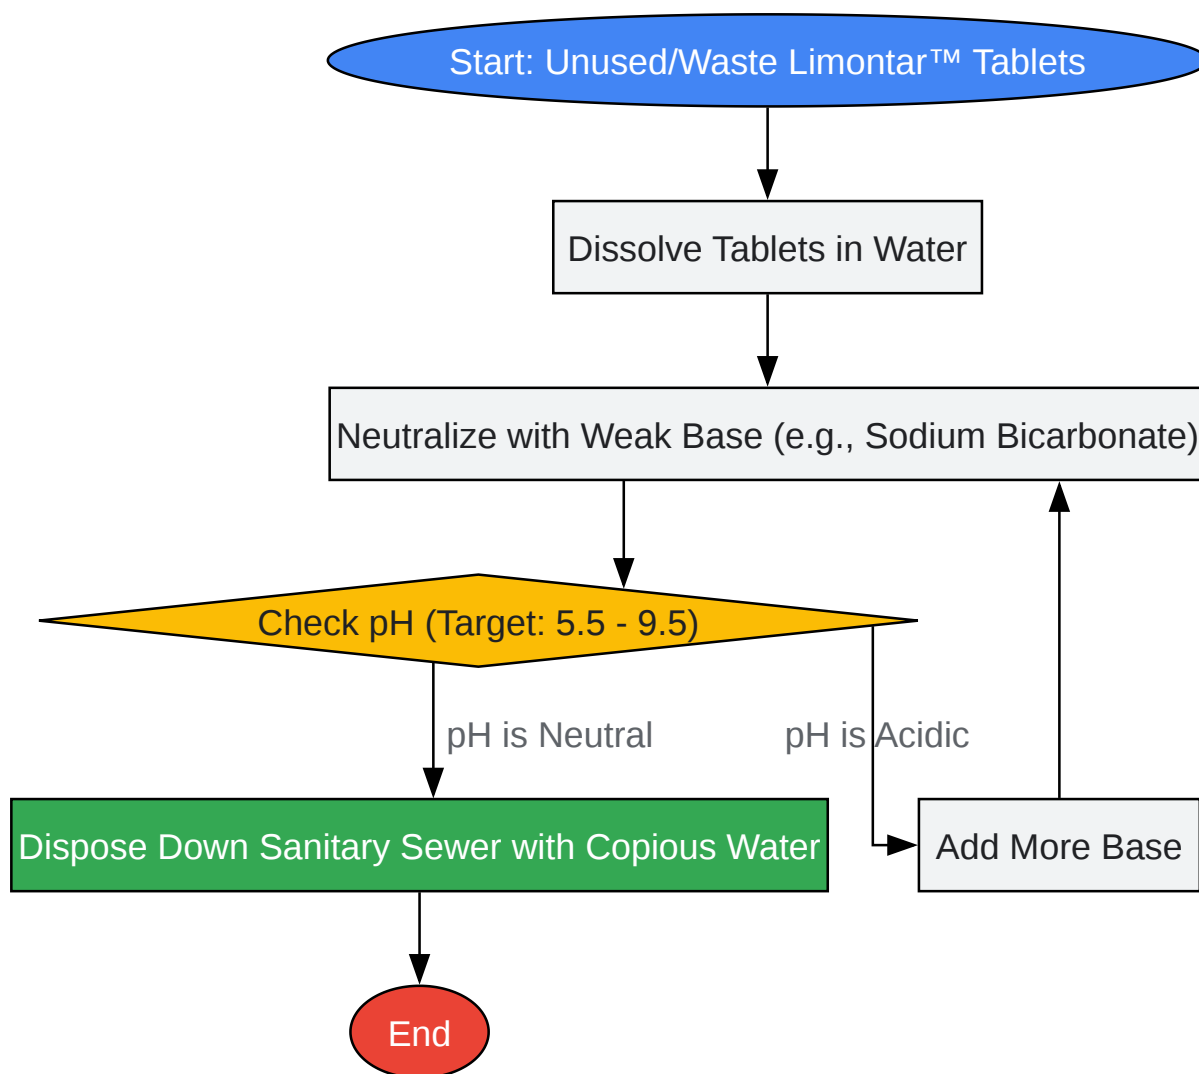 Start: Unused/Waste Limontar™ Tablets
Dissolve Tablets in Water
Neutralize with Weak Base (e.g., Sodium Bicarbonate)
Check pH (Target: 5.5 - 9.5)
pH is Neutral
pH is Acidic
Dispose Down Sanitary Sewer with Copious Water
Add More Base
End